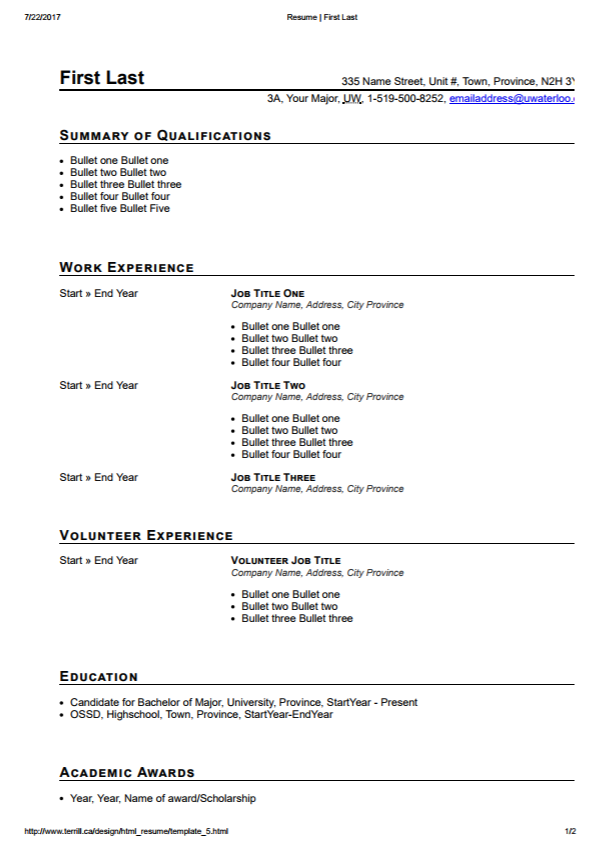 7/22/2017 Resume | First Last
First Last 335 Name Street, Unit #, Town, Province, N2H 3Y
3A, Your Major, UW, 1-519-500-8252, emailaddress@uwaterloo.
SUMMARY OF QUALIFICATIONS
• Bullet one Bullet one
• Bullet two Bullet two
• Bullet three Bullet three
• Bullet four Bullet four
• Bullet five Bullet Five
WORK EXPERIENCE
Start » End Year JOB TITLE ONE
Company Name, Address, City Province
• Bullet one Bullet one
• Bullet two Bullet two
• Bullet three Bullet three
• Bullet four Bullet four
Start » End Year JOB TITLE TWO
Company Name, Address, City Province
• Bullet one Bullet one
• Bullet two Bullet two
• Bullet three Bullet three
• Bullet four Bullet four
Start » End Year JOB TITLE THREE
Company Name, Address, City Province
VOLUNTEER EXPERIENCE
Start » End Year VOLUNTEER JOB TITLE
Company Name, Address, City Province
• Bullet one Bullet one
• Bullet two Bullet two
• Bullet three Bullet three
EDUCATION
• Candidate for Bachelor of Major, University, Province, StartYear - Present
• OSSD, Highschool, Town, Province, StartYear-EndYear
ACADEMIC AWARDS
• Year, Year, Name of award/Scholarship
http://www.terrill.ca/design/html_resume/template_5.html 1/2